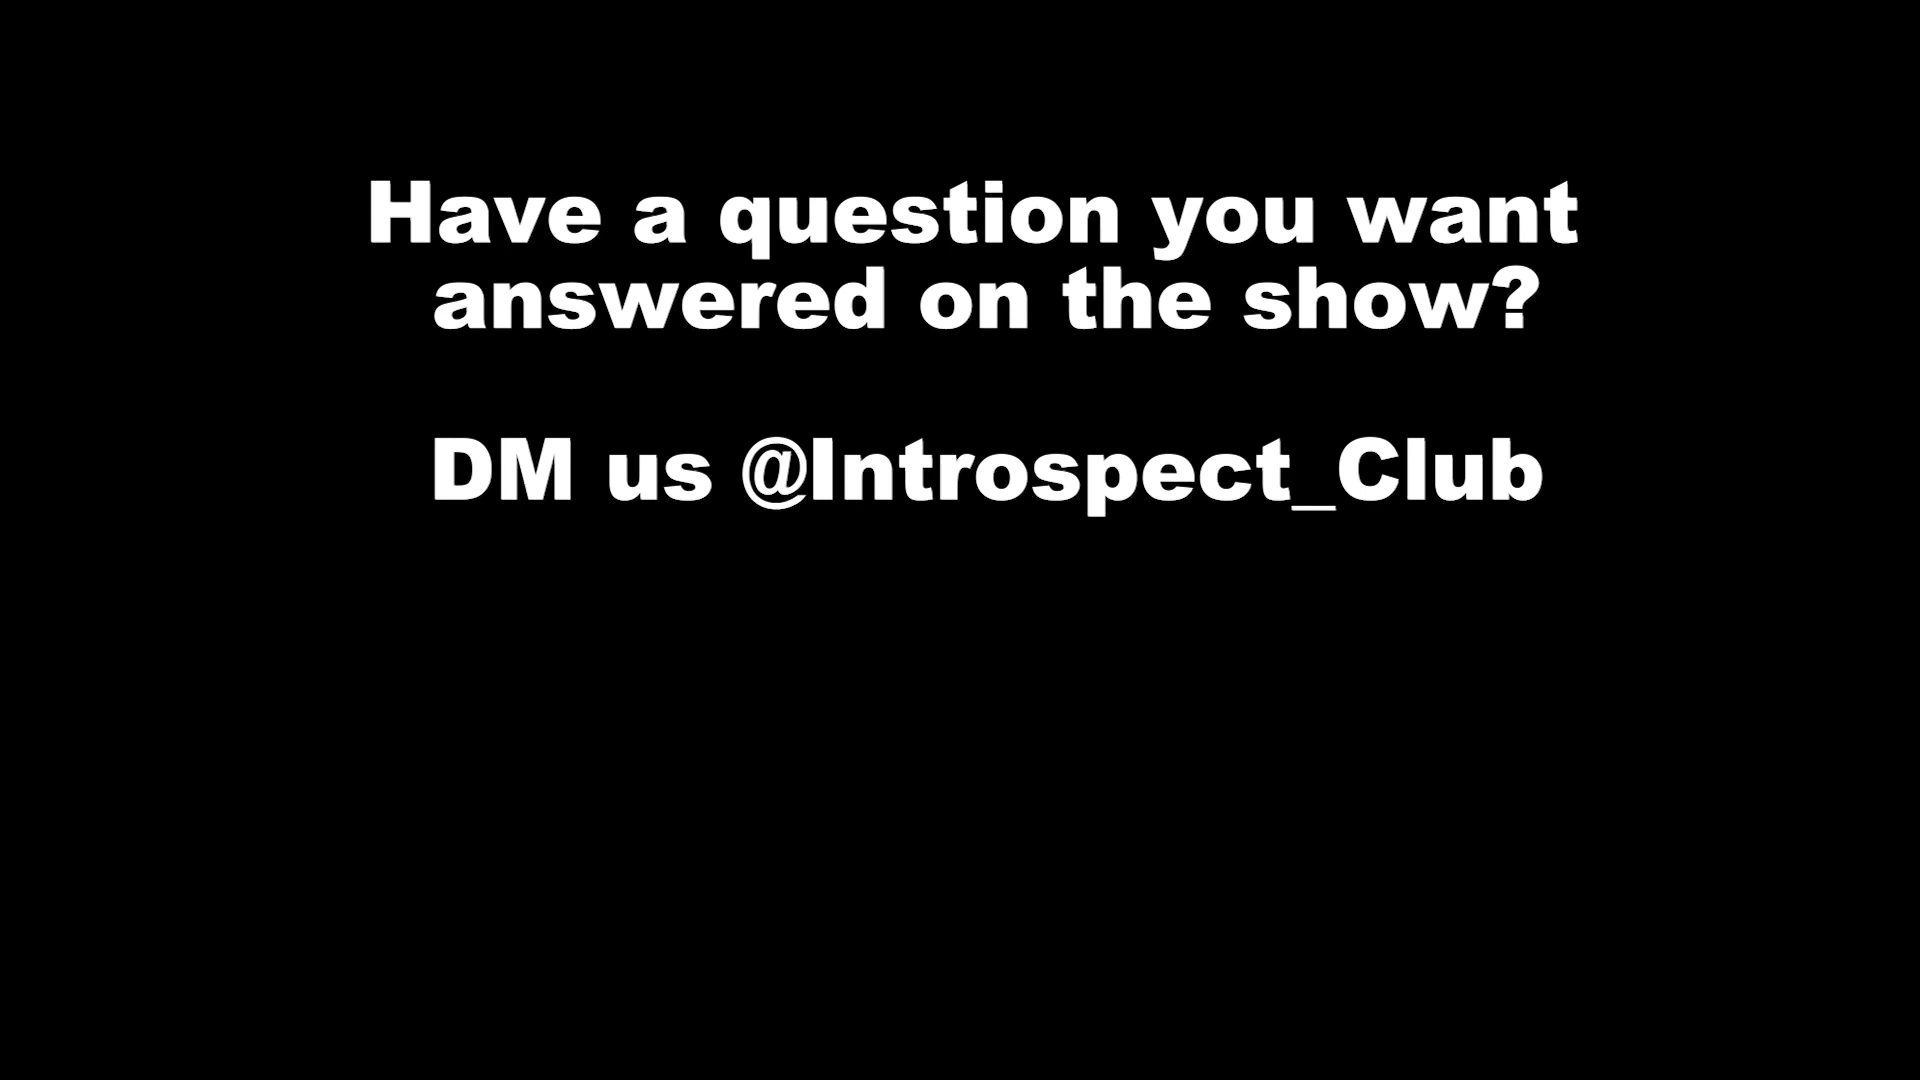 Have a question you want
answered on the show?
DM us @Introspect_Club